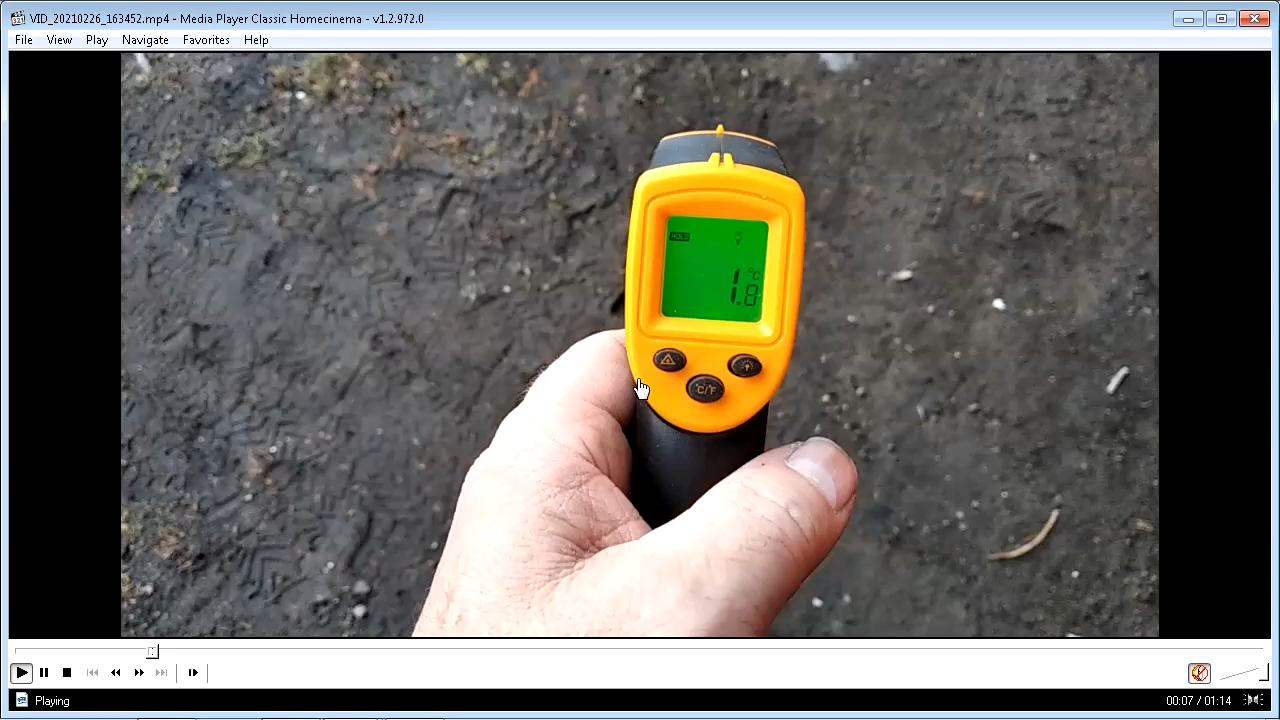 VID_20210226_163452.mp4 - Media Player Classic Homecinema - v1.2.972.0
File View Play Navigate Favorites Help
HOLD
°C
1.8
°C/°F
Playing
00:07 / 01:14